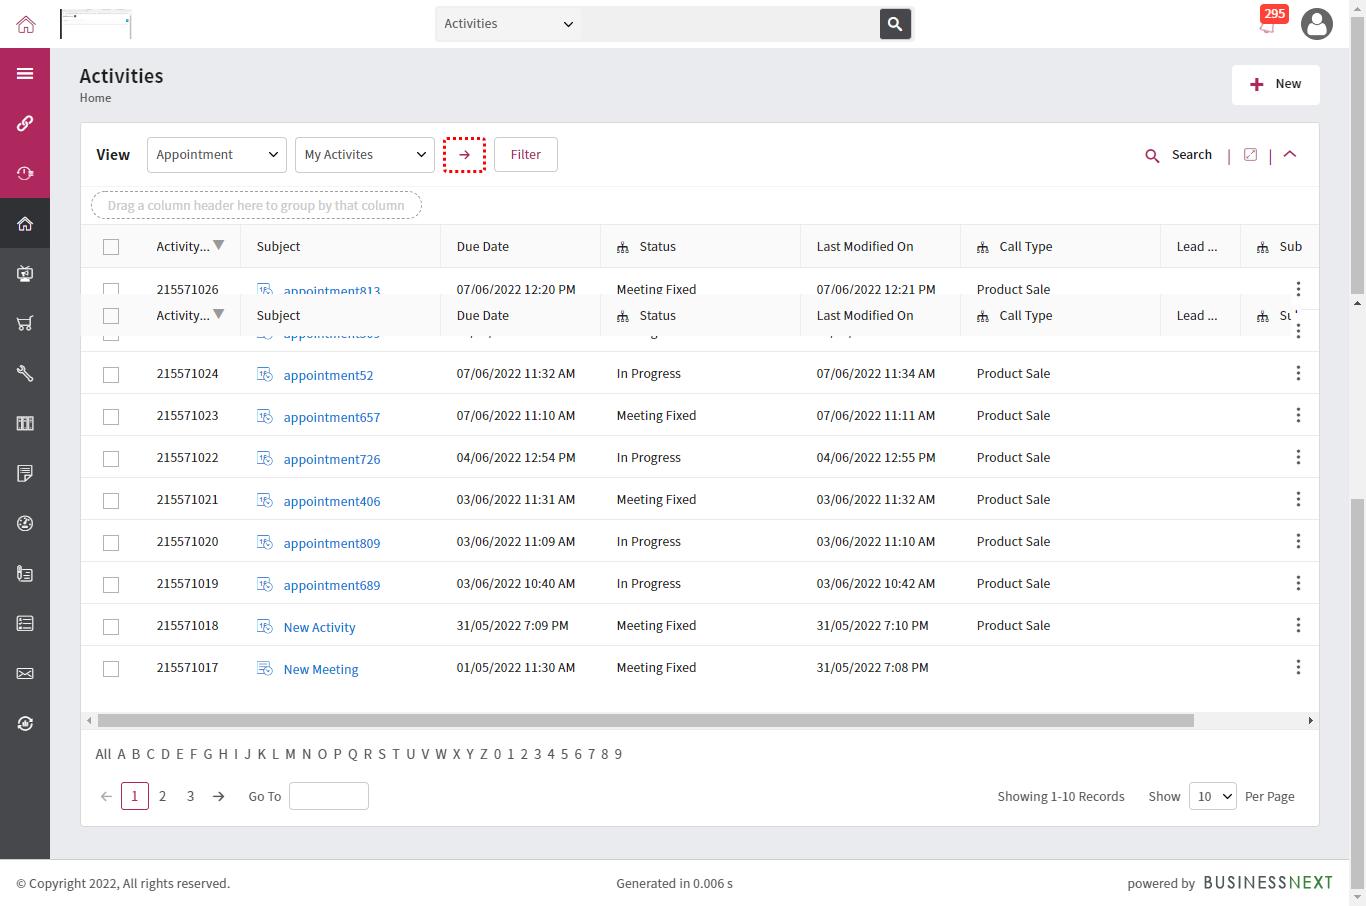 Activities
295
Activities
Home
New
View Appointment My Activites Filter Search
Drag a column header here to group by that column
Activity... Subject Due Date Status Last Modified On Call Type Lead ... Sub
215571026 appointment813 07/06/2022 12:20 PM Meeting Fixed 07/06/2022 12:21 PM Product Sale
Activity... Subject Due Date Status Last Modified On Call Type Lead ...
215571024 appointment52 07/06/2022 11:32 AM In Progress 07/06/2022 11:34 AM Product Sale
215571023 appointment657 07/06/2022 11:10 AM Meeting Fixed 07/06/2022 11:11 AM Product Sale
215571022 appointment726 04/06/2022 12:54 PM In Progress 04/06/2022 12:55 PM Product Sale
215571021 appointment406 03/06/2022 11:31 AM Meeting Fixed 03/06/2022 11:32 AM Product Sale
215571020 appointment809 03/06/2022 11:09 AM In Progress 03/06/2022 11:10 AM Product Sale
215571019 appointment689 03/06/2022 10:40 AM In Progress 03/06/2022 10:42 AM Product Sale
215571018 New Activity 31/05/2022 7:09 PM Meeting Fixed 31/05/2022 7:10 PM Product Sale
215571017 New Meeting 01/05/2022 11:30 AM Meeting Fixed 31/05/2022 7:08 PM
All A B C D E F G H I J K L M N O P Q R S T U V W X Y Z 0 1 2 3 4 5 6 7 8 9
1 2 3 Go To Showing 1-10 Records Show 10 Per Page
© Copyright 2022, All rights reserved. Generated in 0.006 s powered by BUSINESSNEXT